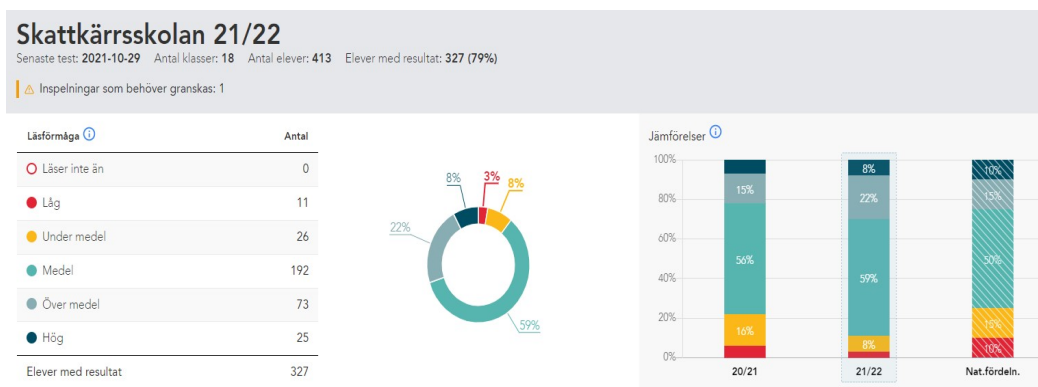 Skattkärrsskolan 21/22
Senaste test: 2021-10-29 Antal klasser: 18 Antal elever: 413 Elever med resultat: 327 (79%)
Inspelningar som behöver granskas: 1
Läsförmåga Antal
Läser inte än 0
Låg 11
Under medel 26
Medel 192
Över medel 73
Hög 25
Elever med resultat 327
8% 3% 8%
22%
59%
Jämförelser
100%
80%
60%
40%
20%
0%
15%
56%
16%
20/21
8%
22%
59%
8%
21/22
10%
15%
50%
15%
10%
Nat.fördeln.